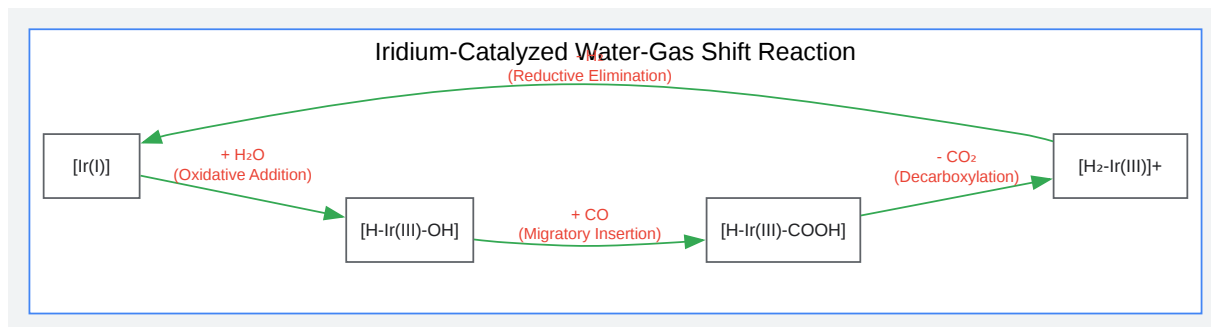 Iridium-Catalyzed Water-Gas Shift Reaction
- H₂
(Reductive Elimination)
[Ir(I)]
+ H₂O
(Oxidative Addition)
- CO₂
(Decarboxylation)
[H₂-Ir(III)]+
[H-Ir(III)-OH]
+ CO
(Migratory Insertion)
[H-Ir(III)-COOH]